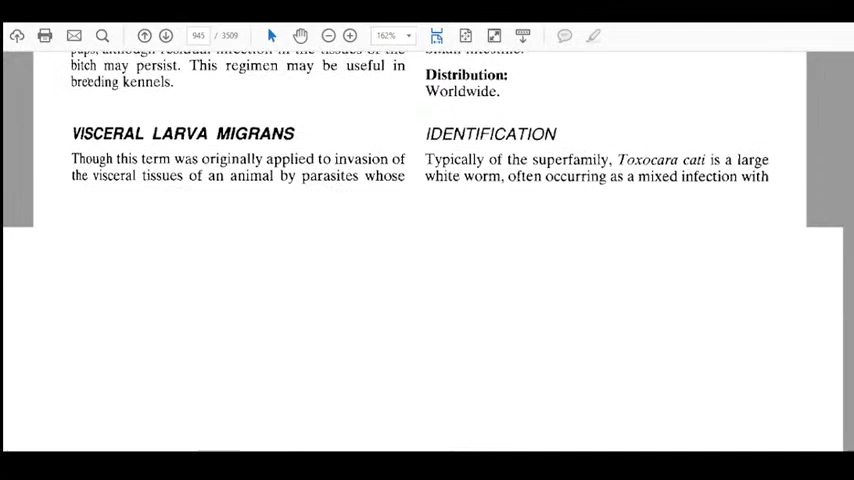 945 / 3509
162%
bitch may persist. This regimen may be useful in
breeding kennels.
VISCERAL LARVA MIGRANS
Though this term was originally applied to invasion of
the visceral tissues of an animal by parasites whose
Distribution:
Worldwide.
IDENTIFICATION
Typically of the superfamily, Toxocara cati is a large
white worm, often occurring as a mixed infection with